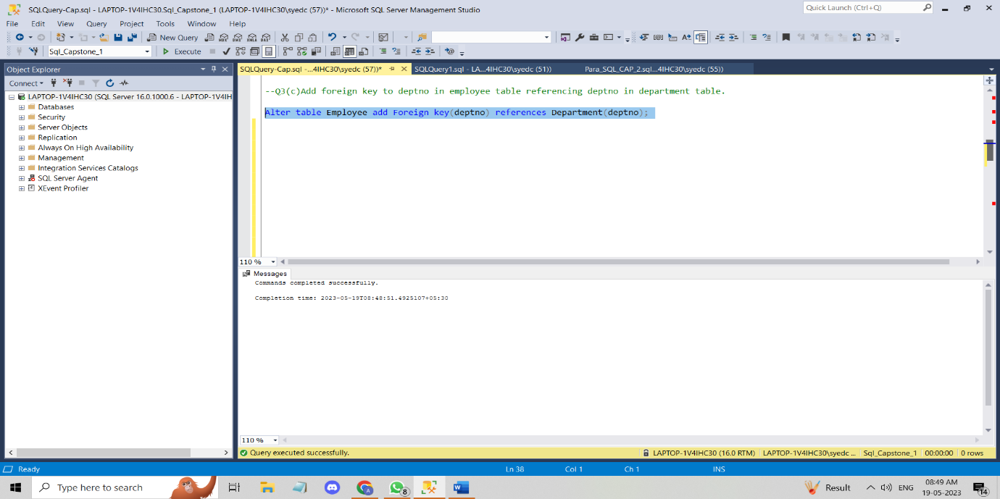 SQLQuery-Cap.sql - LAPTOP-1V4IHC30.Sql_Capstone_1 (LAPTOP-1V4IHC30\syedc (57))* - Microsoft SQL Server Management Studio
Quick Launch (Ctrl+Q)
File Edit View Query Project Tools Window Help
New Query
Sql_Capstone_1 Execute
Object Explorer
SQLQuery-Cap.sql -...4IHC30\syedc (57))* SQLQuery1.sql - LA...4IHC30\syedc (51)) Para_SQL_CAP_2.sql...4IHC30\syedc (55))
Connect
LAPTOP-1V4IHC30 (SQL Server 16.0.1000.6 - LAPTOP-1V4IH
Databases
Security
Server Objects
Replication
Always On High Availability
Management
Integration Services Catalogs
SQL Server Agent
XEvent Profiler
--Q3(c)Add foreign key to deptno in employee table referencing deptno in department table.
Alter table Employee add Foreign key(deptno) references Department(deptno);
110 %
Messages
Commands completed successfully.
Completion time: 2023-05-19T08:48:51.4925107+05:30
110 %
Query executed successfully. LAPTOP-1V4IHC30 (16.0 RTM) LAPTOP-1V4IHC30\syedc ... Sql_Capstone_1 00:00:00 0 rows
Ready Ln 38 Col 1 Ch 1 INS
Type here to search 8 Result ENG 08:49 AM 19-05-2023 14